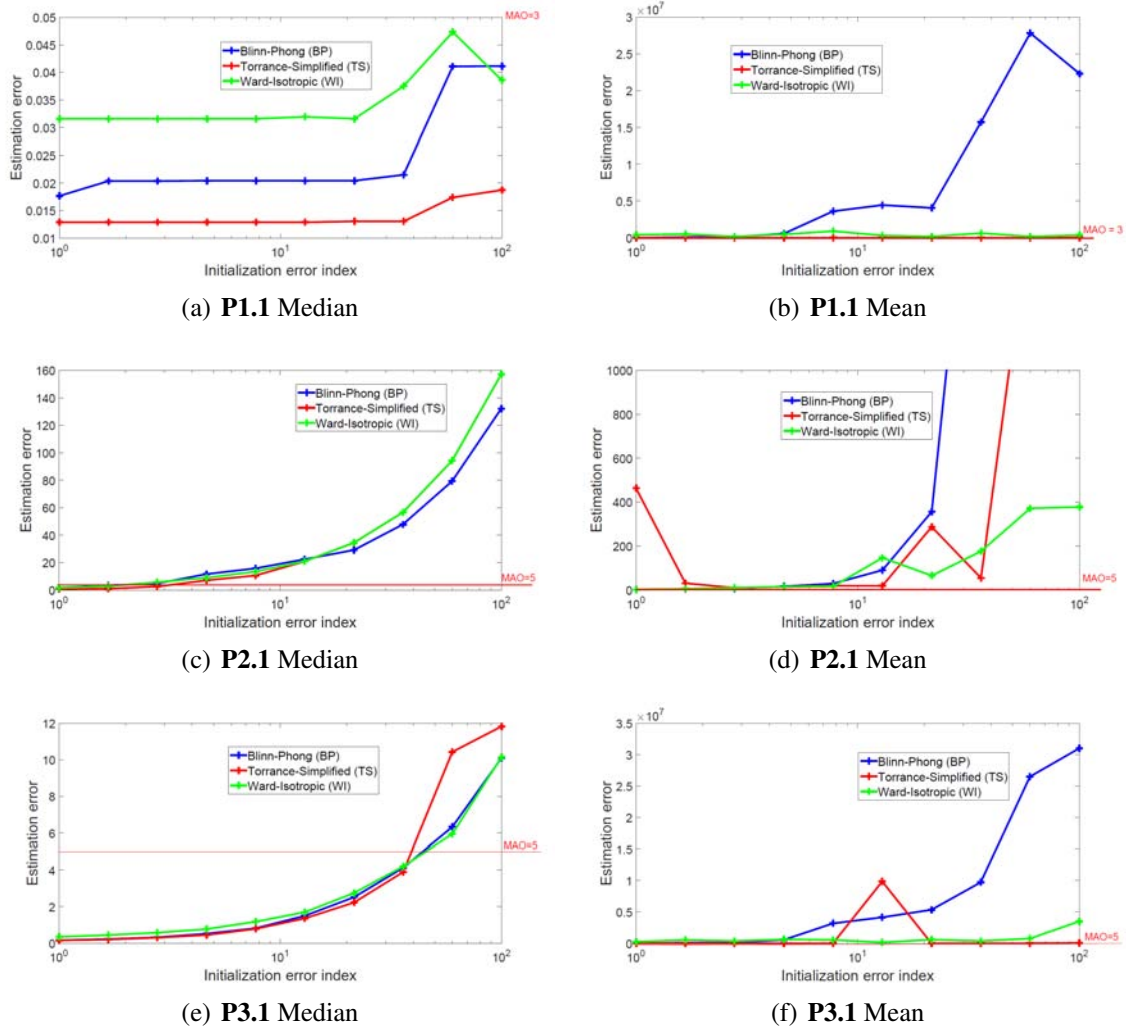 MAO=3
0.05
0.045
0.04
0.035
0.03
0.025
0.02
0.015
0.01
Estimation error
Blinn-Phong (BP)
Torrance-Simplified (TS)
Ward-Isotropic (WI)
10^0
10^1
10^2
Initialization error index
(a) P1.1 Median
×10^7
3
2.5
2
1.5
1
0.5
0
Estimation error
Blinn-Phong (BP)
Torrance-Simplified (TS)
Ward-Isotropic (WI)
MAO = 3
10^0
10^1
10^2
Initialization error index
(b) P1.1 Mean
160
140
120
100
80
60
40
20
0
Estimation error
Blinn-Phong (BP)
Torrance-Simplified (TS)
Ward-Isotropic (WI)
MAO=5
10^0
10^1
10^2
Initialization error index
(c) P2.1 Median
1000
800
600
400
200
0
Estimation error
Blinn-Phong (BP)
Torrance-Simplified (TS)
Ward-Isotropic (WI)
MAO=5
10^0
10^1
10^2
Initialization error index
(d) P2.1 Mean
12
10
8
6
4
2
0
Estimation error
Blinn-Phong (BP)
Torrance-Simplified (TS)
Ward-Isotropic (WI)
MAO=5
10^0
10^1
10^2
Initialization error index
(e) P3.1 Median
×10^7
3.5
3
2.5
2
1.5
1
0.5
0
Estimation error
Blinn-Phong (BP)
Torrance-Simplified (TS)
Ward-Isotropic (WI)
MAO=5
10^0
10^1
10^2
Initialization error index
(f) P3.1 Mean